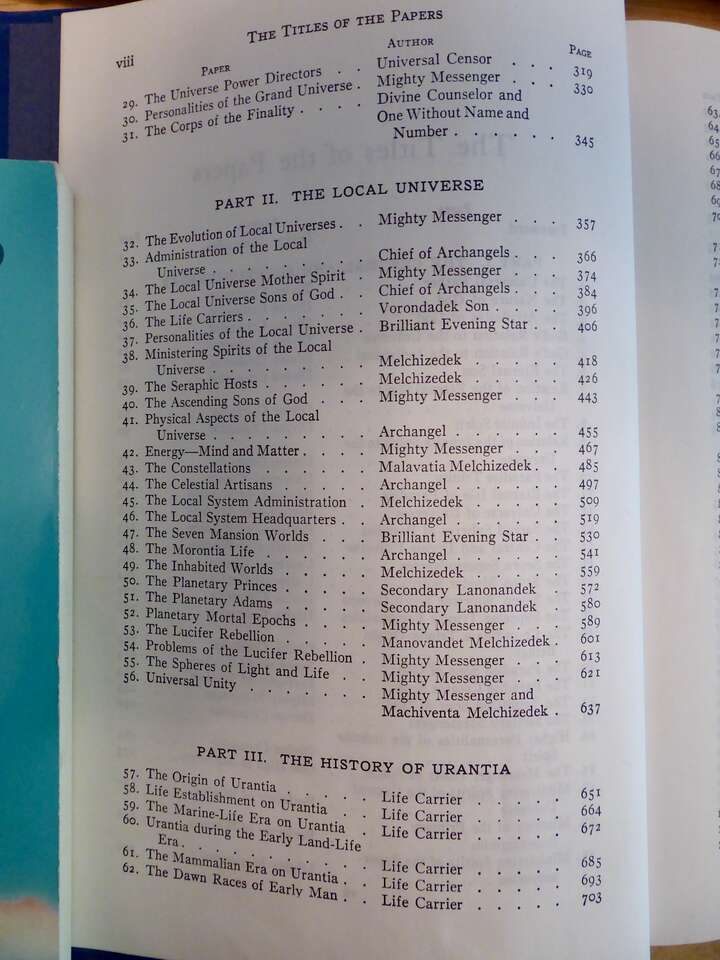 viii THE TITLES OF THE PAPERS
PAPER AUTHOR PAGE
29. The Universe Power Directors . . Universal Censor . . . 319
30. Personalities of the Grand Universe . Mighty Messenger . . . 330
31. The Corps of the Finality . . . . Divine Counselor and
One Without Name and
Number . . . . . . 345
PART II. THE LOCAL UNIVERSE
32. The Evolution of Local Universes . . Mighty Messenger . . . 357
33. Administration of the Local
Universe . . . . . . . . . Chief of Archangels . . . 366
34. The Local Universe Mother Spirit . Mighty Messenger . . . 374
35. The Local Universe Sons of God . . Chief of Archangels . . . 384
36. The Life Carriers . . . . . . . Vorondadek Son . . . . 396
37. Personalities of the Local Universe . Brilliant Evening Star . . 406
38. Ministering Spirits of the Local
Universe . . . . . . . . . Melchizedek . . . . . 418
39. The Seraphic Hosts . . . . . . Melchizedek . . . . . 426
40. The Ascending Sons of God . . . Mighty Messenger . . . 443
41. Physical Aspects of the Local
Universe . . . . . . . . . Archangel . . . . . . 455
42. Energy—Mind and Matter . . . . Mighty Messenger . . . 467
43. The Constellations . . . . . . Malavatia Melchizedek . . 485
44. The Celestial Artisans . . . . . Archangel . . . . . . 497
45. The Local System Administration . Melchizedek . . . . . 509
46. The Local System Headquarters . . Archangel . . . . . . 519
47. The Seven Mansion Worlds . . . Brilliant Evening Star . . 530
48. The Morontia Life . . . . . . Archangel . . . . . . 541
49. The Inhabited Worlds . . . . . Melchizedek . . . . . 559
50. The Planetary Princes . . . . . Secondary Lanonandek . 572
51. The Planetary Adams . . . . . Secondary Lanonandek . 580
52. Planetary Mortal Epochs . . . . Mighty Messenger . . . 589
53. The Lucifer Rebellion . . . . . Manovandet Melchizedek . 601
54. Problems of the Lucifer Rebellion . Mighty Messenger . . . 613
55. The Spheres of Light and Life . . Mighty Messenger . . . 621
56. Universal Unity . . . . . . . Mighty Messenger and
Machiventa Melchizedek . 637
PART III. THE HISTORY OF URANTIA
57. The Origin of Urantia . . . . . Life Carrier . . . . . 651
58. Life Establishment on Urantia . . Life Carrier . . . . . 664
59. The Marine-Life Era on Urantia . Life Carrier . . . . . 672
60. Urantia during the Early Land-Life
Era . . . . . . . . . . Life Carrier . . . . . 685
61. The Mammalian Era on Urantia . . Life Carrier . . . . . 693
62. The Dawn Races of Early Man . . Life Carrier . . . . . 703